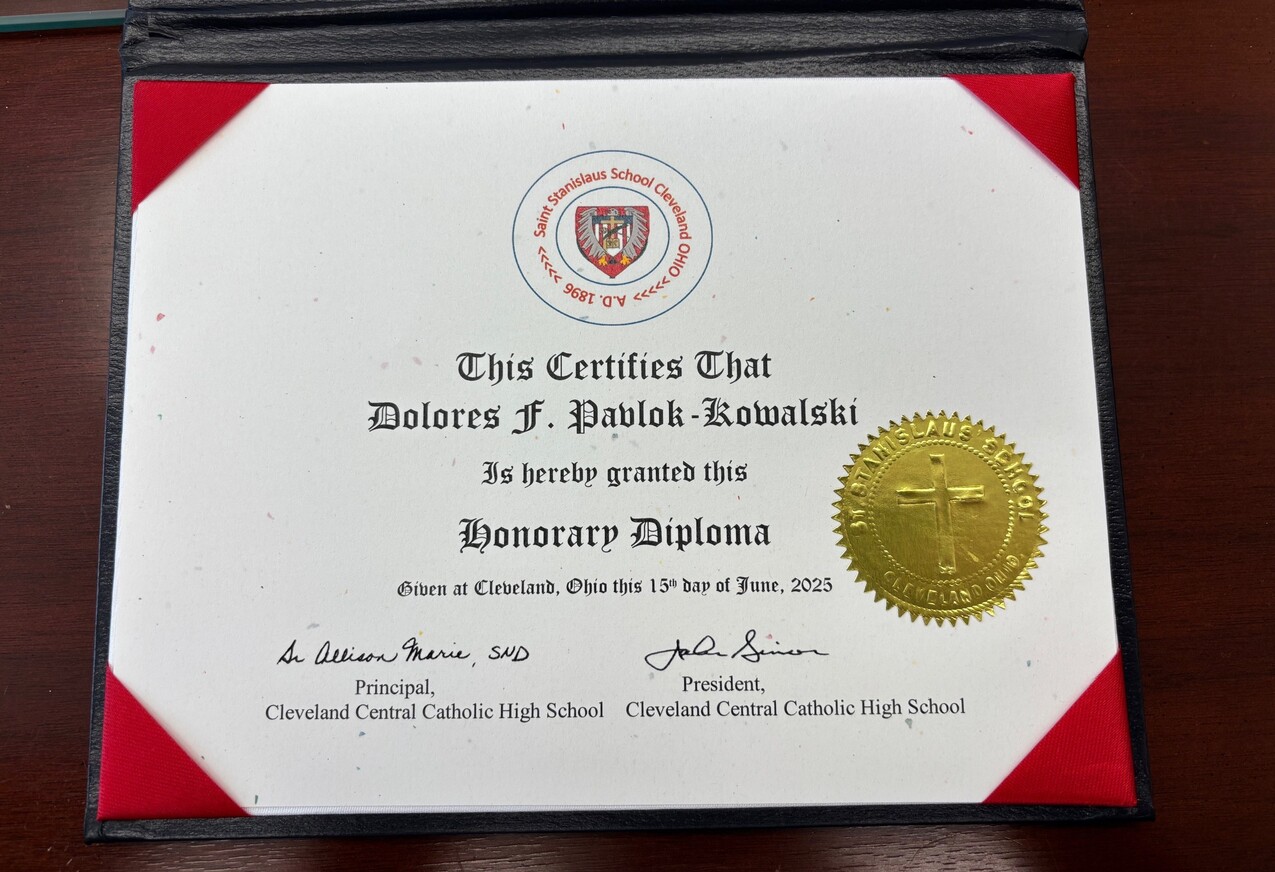 Saint Stanislaus School Cleveland OHIO >>>>> A.D. 1896 >>>>>
This Certifies That
Dolores F. Pavlok-Kowalski
Is hereby granted this
Honorary Diploma
Given at Cleveland, Ohio this 15th day of June, 2025
ST STANISLAUS' SCHOOL
CLEVELAND OHIO.
Sr Allison Marie, SND
John Simon
Principal,
President,
Cleveland Central Catholic High School
Cleveland Central Catholic High School